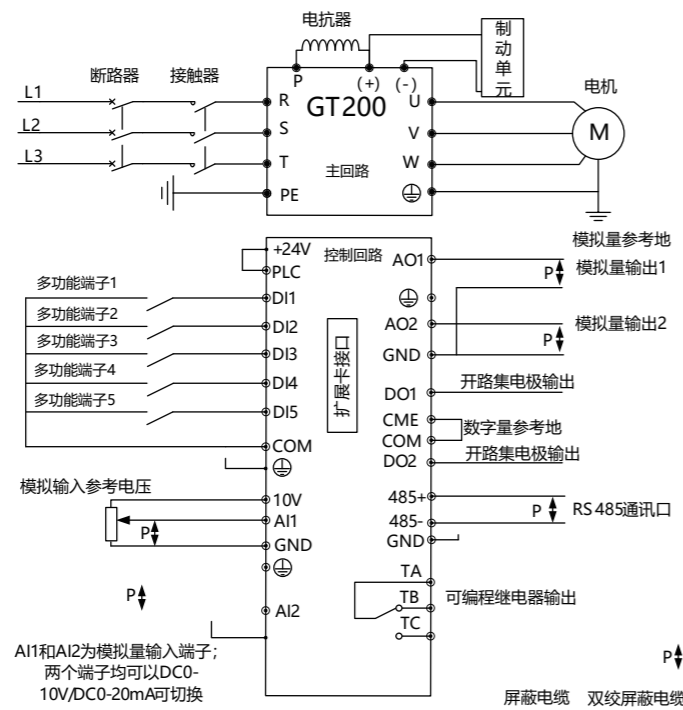 电抗器
制动单元
断路器 接触器
P (+) (-)
电机
L1 R GT200 U
L2 S V M
L3 T 主回路 W
PE
模拟量参考地
+24V 控制回路 AO1 P 模拟量输出1
PLC
多功能端子1 DI1
多功能端子2 DI2 AO2 模拟量输出2
多功能端子3 DI3 扩展卡接口 GND P
多功能端子4 DI4 DO1 开路集电极输出
多功能端子5 DI5 CME
COM 数字量参考地
COM DO2 开路集电极输出
模拟输入参考电压
10V 485+
AI1 P 485- P RS 485通讯口
GND GND
TA
P TB 可编程继电器输出
AI2 TC
AI1和AI2为模拟量输入端子；
两个端子均可以DC0-
10V/DC0-20mA可切换
P
屏蔽电缆 双绞屏蔽电缆